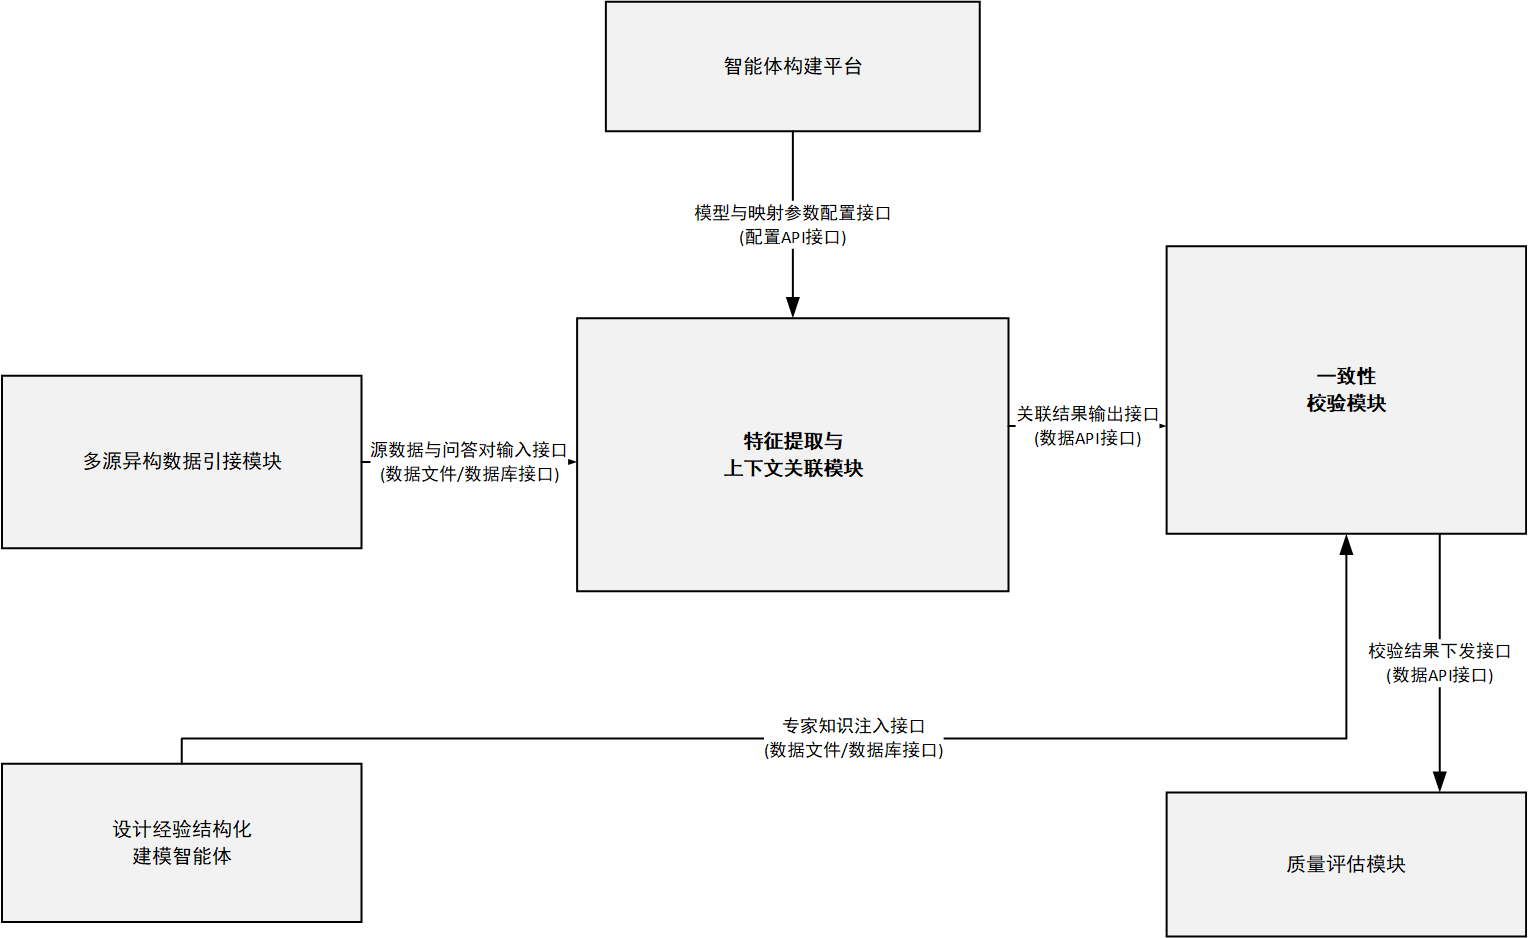 智能体构建平台
模型与映射参数配置接口
(配置API接口)
一致性
校验模块
关联结果输出接口
(数据API接口)
特征提取与
上下文关联模块
多源异构数据引接模块
源数据与问答对输入接口
(数据文件/数据库接口)
校验结果下发接口
(数据API接口)
专家知识注入接口
(数据文件/数据库接口)
设计经验结构化
建模智能体
质量评估模块